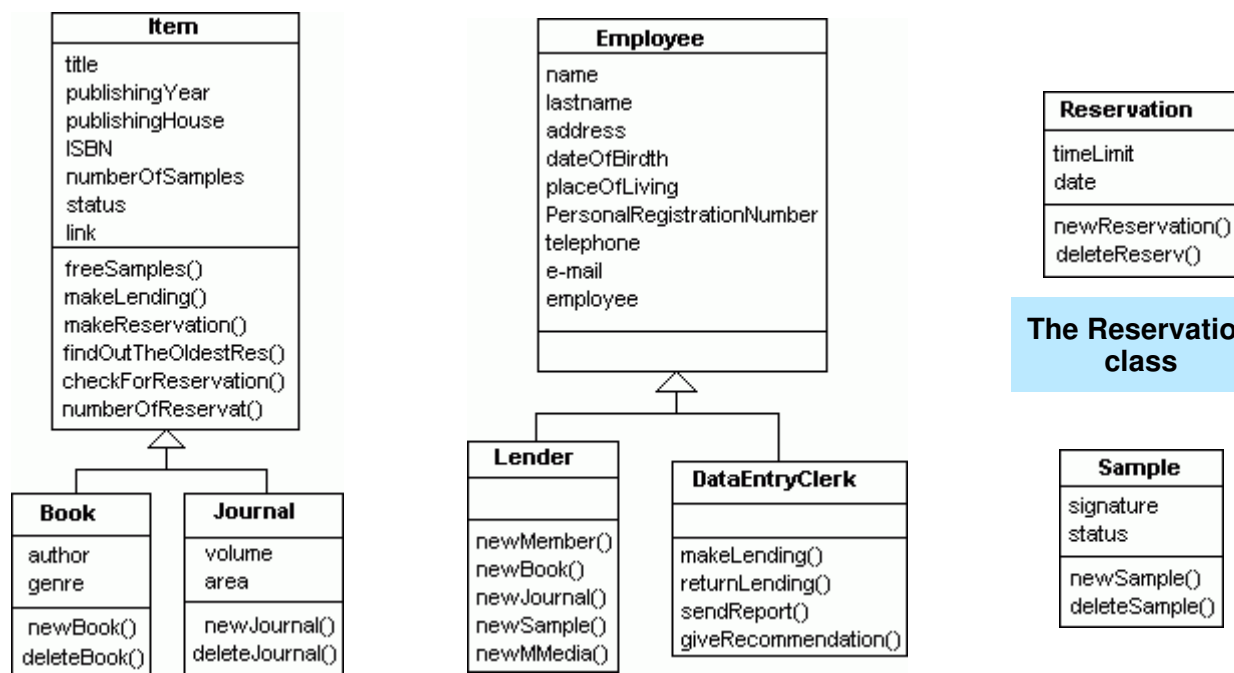 Item
title
publishingYear
publishingHouse
ISBN
numberOfSamples
status
link
freeSamples()
makeLending()
makeReservation()
findOutTheOldestRes()
checkForReservation()
numberOfReservat()
Book
author
genre
newBook()
deleteBook()
Journal
volume
area
newJournal()
deleteJournal()
Employee
name
lastname
address
dateOfBirdth
placeOfLiving
PersonalRegistrationNumber
telephone
e-mail
employee
Lender
newMember()
newBook()
newJournal()
newSample()
newMMedia()
DataEntryClerk
makeLending()
returnLending()
sendReport()
giveRecommendation()
Reservation
timeLimit
date
newReservation()
deleteReserv()
The Reservatio
class
Sample
signature
status
newSample()
deleteSample()